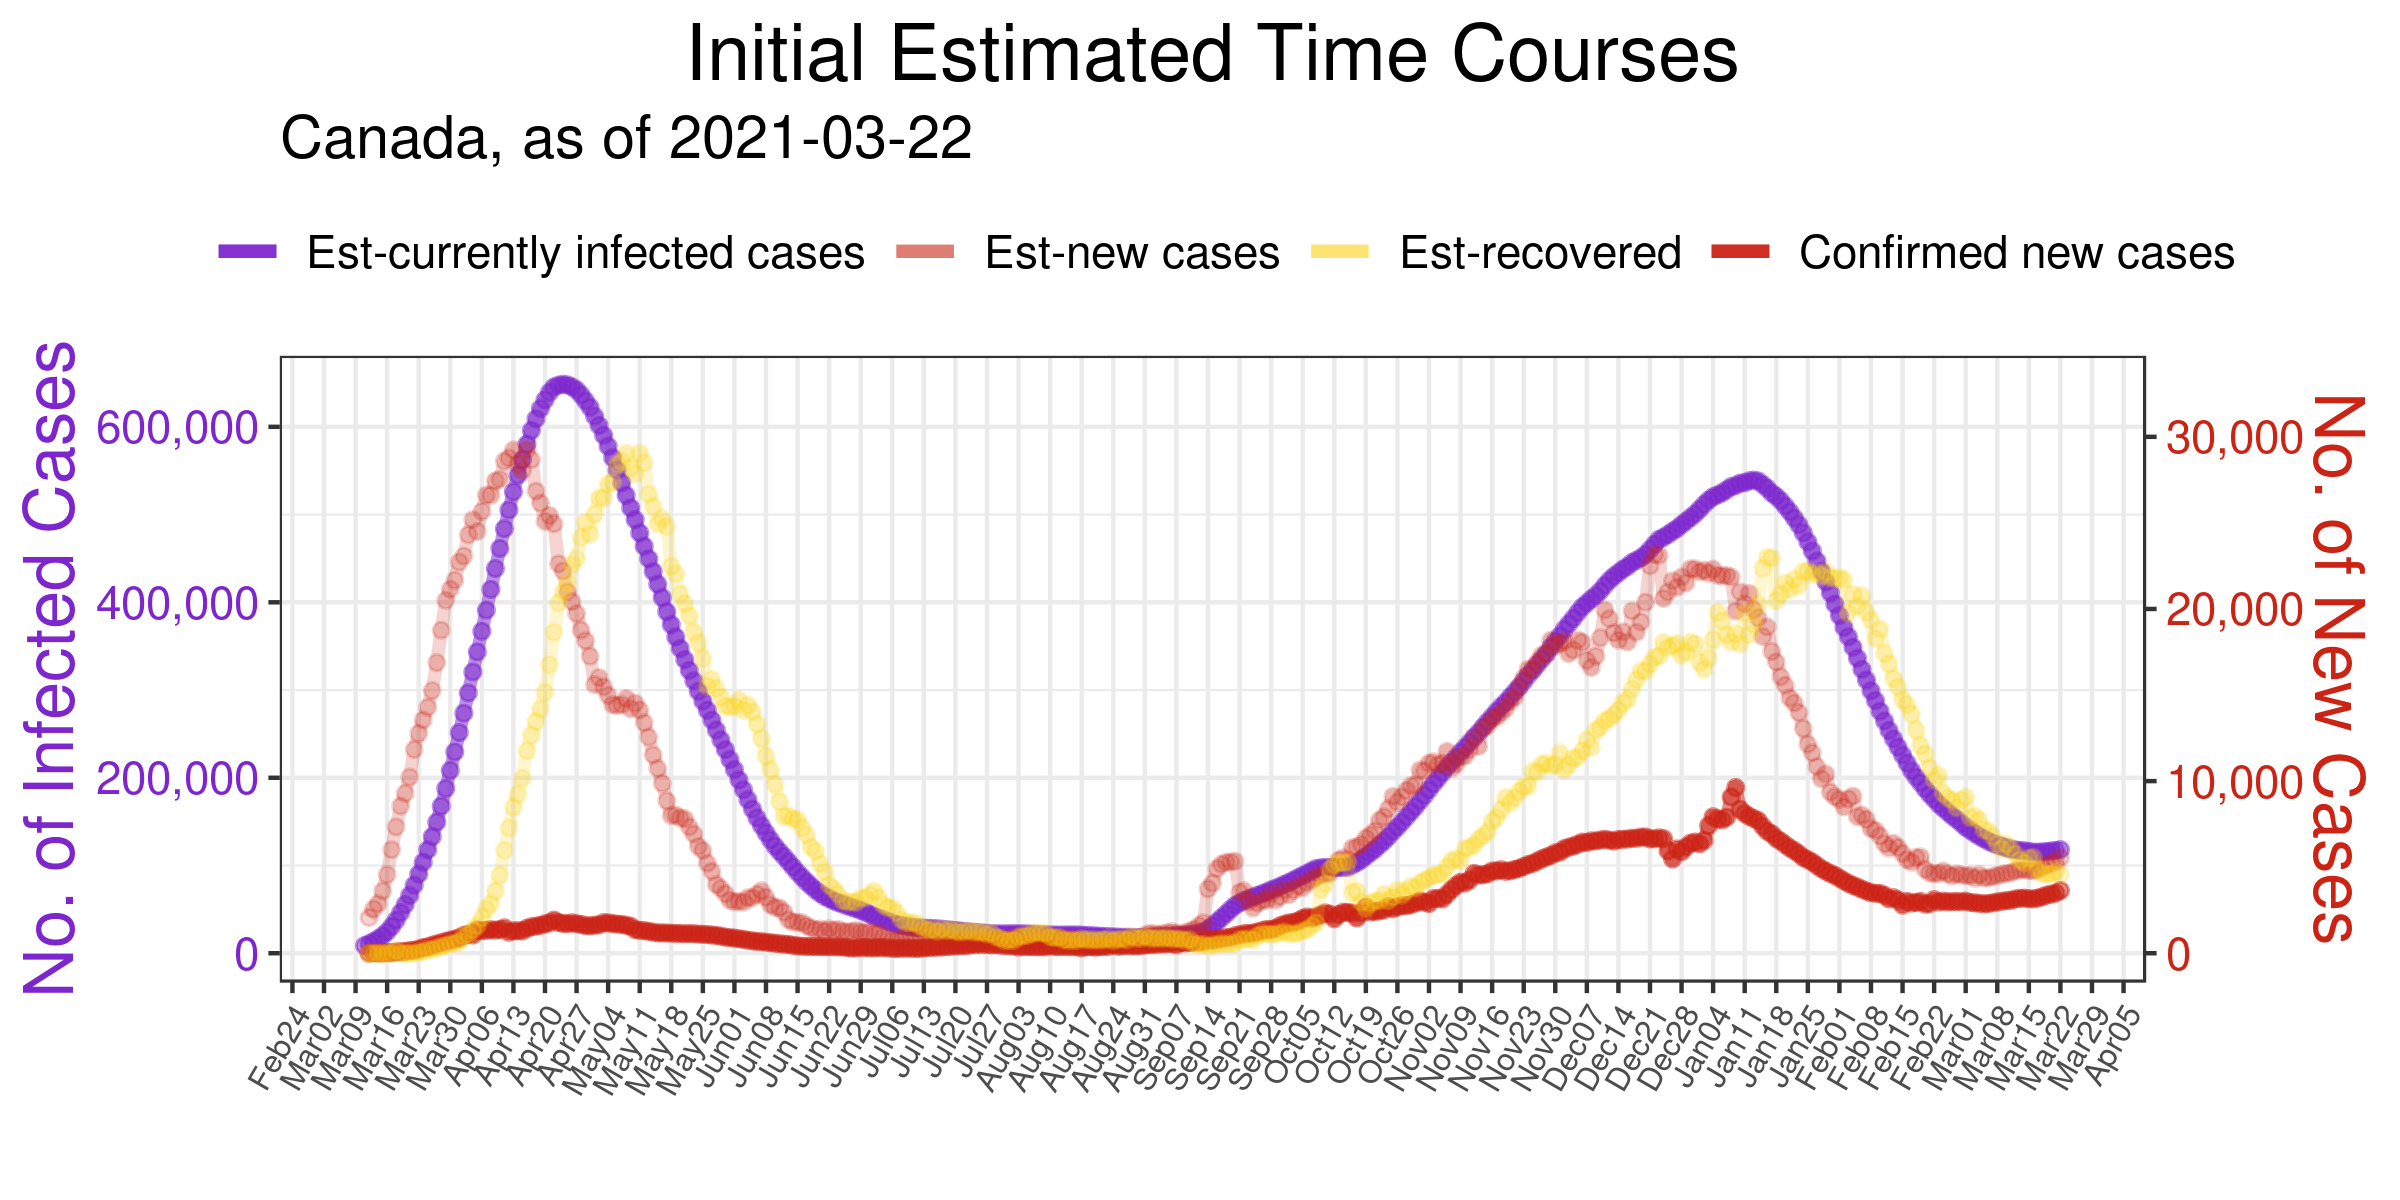 Initial Estimated Time Courses
Canada, as of 2021-03-22
Est-currently infected cases Est-new cases Est-recovered Confirmed new cases
No. of Infected Cases
600,000
400,000
200,000
0
30,000
20,000
10,000
0
No. of New Cases
Feb24 Mar02 Mar09 Mar16 Mar23 Mar30 Apr06 Apr13 Apr20 Apr27 May04 May11 May18 May25 Jun01 Jun08 Jun15 Jun22 Jun29 Jul06 Jul13 Jul20 Jul27 Aug03 Aug10 Aug17 Aug24 Aug31 Sep07 Sep14 Sep21 Sep28 Oct05 Oct12 Oct19 Oct26 Nov02 Nov09 Nov16 Nov23 Nov30 Dec07 Dec14 Dec21 Dec28 Jan04 Jan11 Jan18 Jan25 Feb01 Feb08 Feb15 Feb22 Mar01 Mar08 Mar15 Mar22 Mar29 Apr05